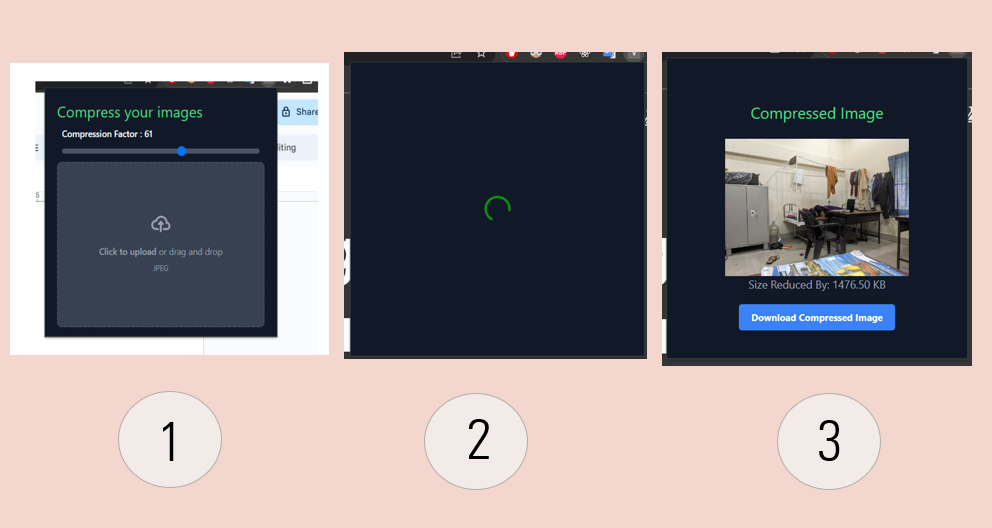 Compress your images
Share
Compression Factor : 61
iting
5
Click to upload or drag and drop
JPEG
g
Compressed Image
Size Reduced By: 1476.50 KB
Download Compressed Image
1
2
3